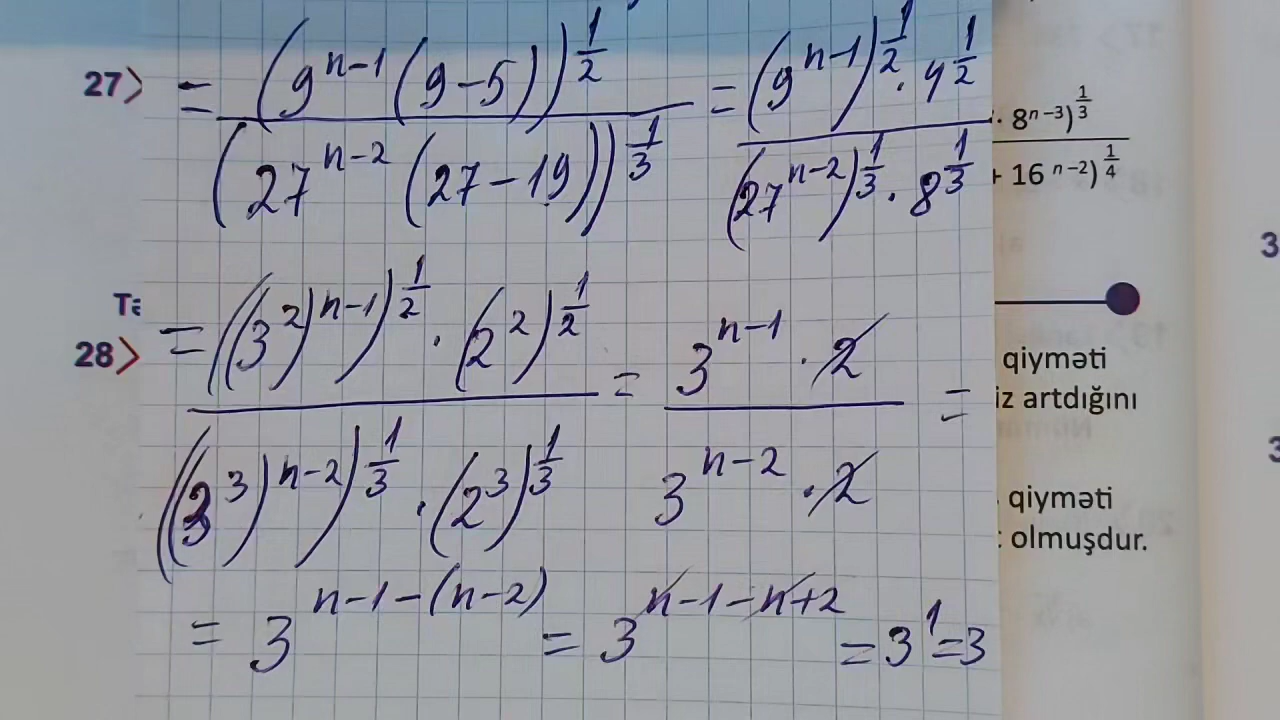 27> = (9^{n-1}(9-5))^{1/2} / (27^{n-2}(27-19))^{1/3} = (9^{n-1})^{1/2} · 4^{1/2} / (27^{n-2})^{1/3} · 8^{1/3}
· 8^{n-3})^{1/3}
+ 16^{n-2})^{1/4}
3
28> = ((3^2)^{n-1})^{1/2} · (2^2)^{1/2} / ((3^3)^{n-2})^{1/3} · (2^3)^{1/3} = 3^{n-1} · 2 / 3^{n-2} · 2 =
qiyməti
iz artdığını
3
qiyməti
olmuşdur.
= 3^{n-1-(n-2)} = 3^{n-1-n+2} = 3^1 = 3